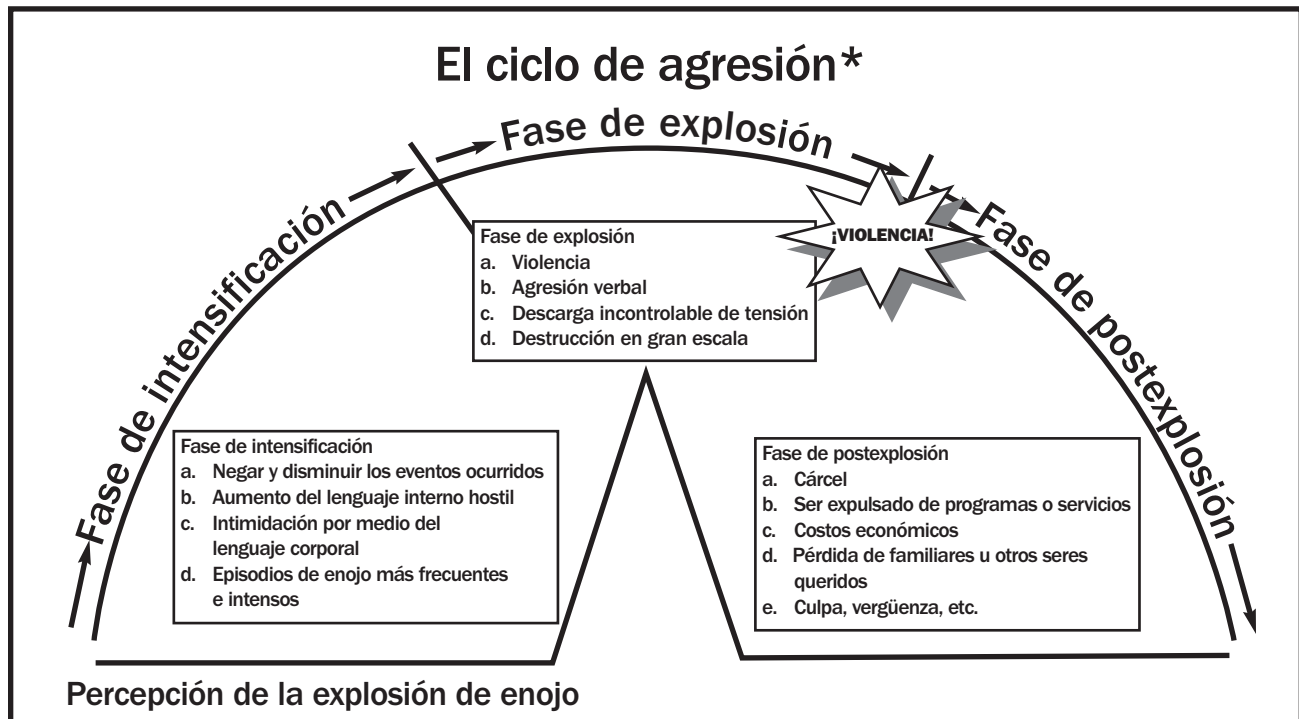 El ciclo de agresión*
Fase de intensificación
Fase de explosión
Fase de postexplosión
¡VIOLENCIA!
Fase de explosión
a. Violencia
b. Agresión verbal
c. Descarga incontrolable de tensión
d. Destrucción en gran escala
Fase de intensificación
a. Negar y disminuir los eventos ocurridos
b. Aumento del lenguaje interno hostil
c. Intimidación por medio del
lenguaje corporal
d. Episodios de enojo más frecuentes
e intensos
Fase de postexplosión
a. Cárcel
b. Ser expulsado de programas o servicios
c. Costos económicos
d. Pérdida de familiares u otros seres
queridos
e. Culpa, vergüenza, etc.
Percepción de la explosión de enojo